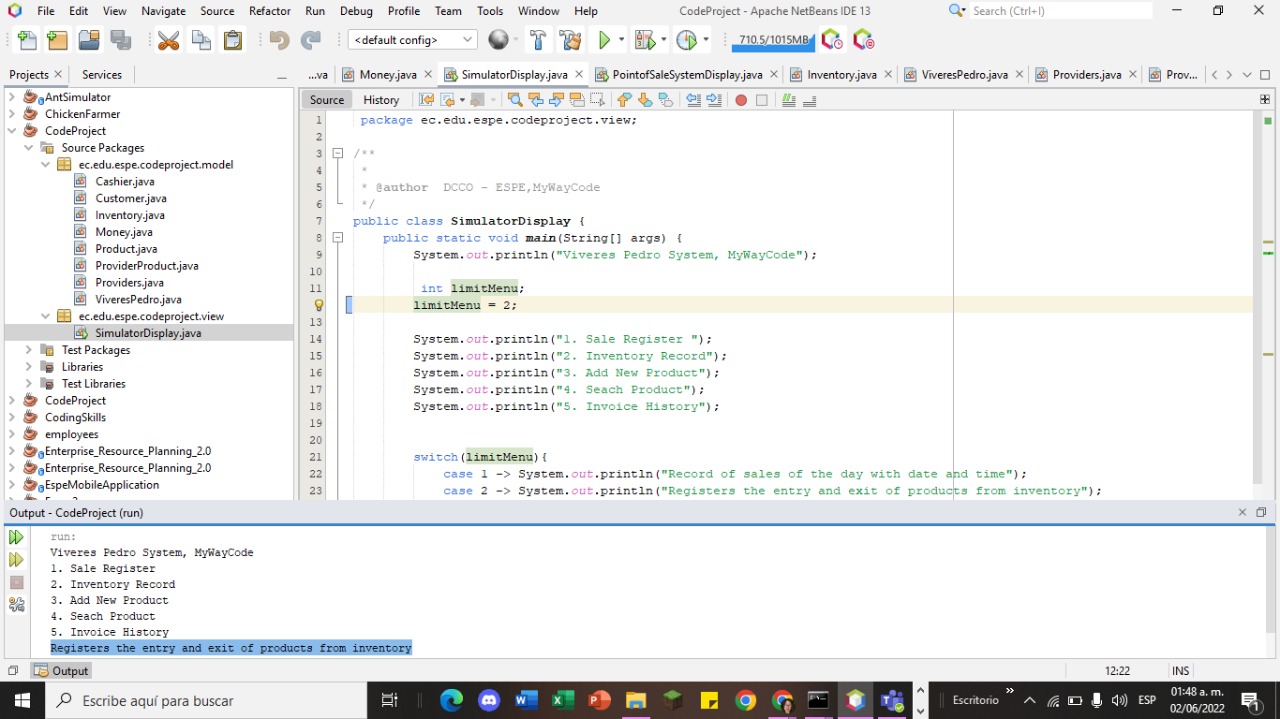 File Edit View Navigate Source Refactor Run Debug Profile Team Tools Window Help CodeProject - Apache NetBeans IDE 13 Search (Ctrl+I)
<default config> 710,5/1015MB
Projects Services ...va Money.java SimulatorDisplay.java PointofSaleSystemDisplay.java Inventory.java ViveresPedro.java Providers.java Prov...
Source History
AntSimulator
ChickenFarmer
CodeProject
Source Packages
ec.edu.espe.codeproject.model
Cashier.java
Customer.java
Inventory.java
Money.java
Product.java
ProviderProduct.java
Providers.java
ViveresPedro.java
ec.edu.espe.codeproject.view
SimulatorDisplay.java
Test Packages
Libraries
Test Libraries
CodeProject
CodingSkills
employees
Enterprise_Resource_Planning_2.0
Enterprise_Resource_Planning_2.0
EspeMobileApplication
1 package ec.edu.espe.codeproject.view;
2
3 /**
4 *
5 * @author DCCO - ESPE,MyWayCode
6 */
7 public class SimulatorDisplay {
8 public static void main(String[] args) {
9 System.out.println("Viveres Pedro System, MyWayCode");
10
11 int limitMenu;
limitMenu = 2;
13
14 System.out.println("1. Sale Register ");
15 System.out.println("2. Inventory Record");
16 System.out.println("3. Add New Product");
17 System.out.println("4. Seach Product");
18 System.out.println("5. Invoice History");
19
20
21 switch(limitMenu){
22 case 1 -> System.out.println("Record of sales of the day with date and time");
23 case 2 -> System.out.println("Registers the entry and exit of products from inventory");
Output - CodeProject (run)
run:
Viveres Pedro System, MyWayCode
1. Sale Register
2. Inventory Record
3. Add New Product
4. Seach Product
5. Invoice History
Registers the entry and exit of products from inventory
Output 12:22 INS
Escribe aquí para buscar Escritorio ESP 01:48 a. m.
02/06/2022